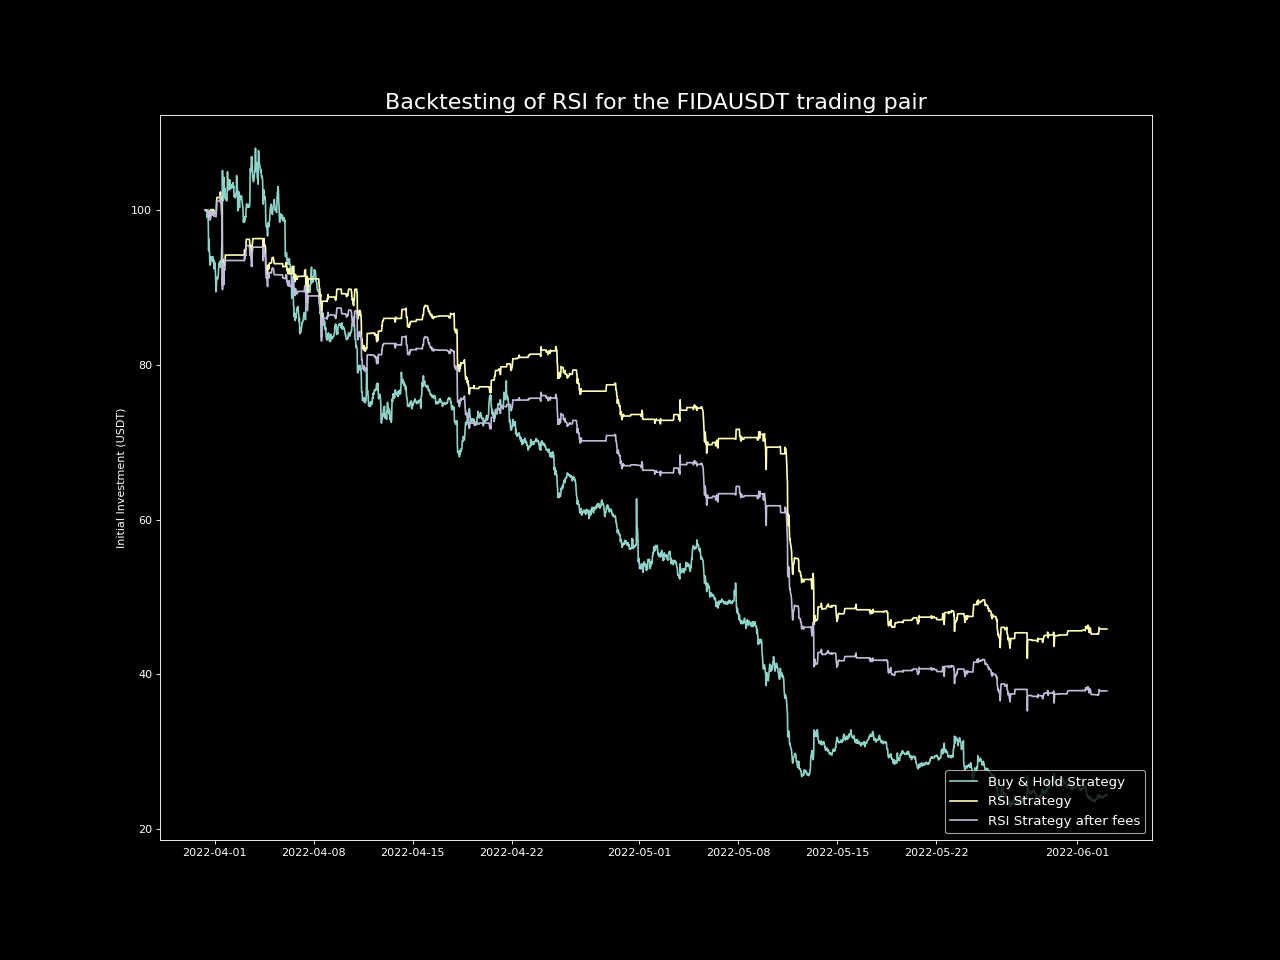 Backtesting of RSI for the FIDAUSDT trading pair
Initial Investment (USDT)
100
80
60
40
20
2022-04-01
2022-04-08
2022-04-15
2022-04-22
2022-05-01
2022-05-08
2022-05-15
2022-05-22
2022-06-01
Buy & Hold Strategy
RSI Strategy
RSI Strategy after fees